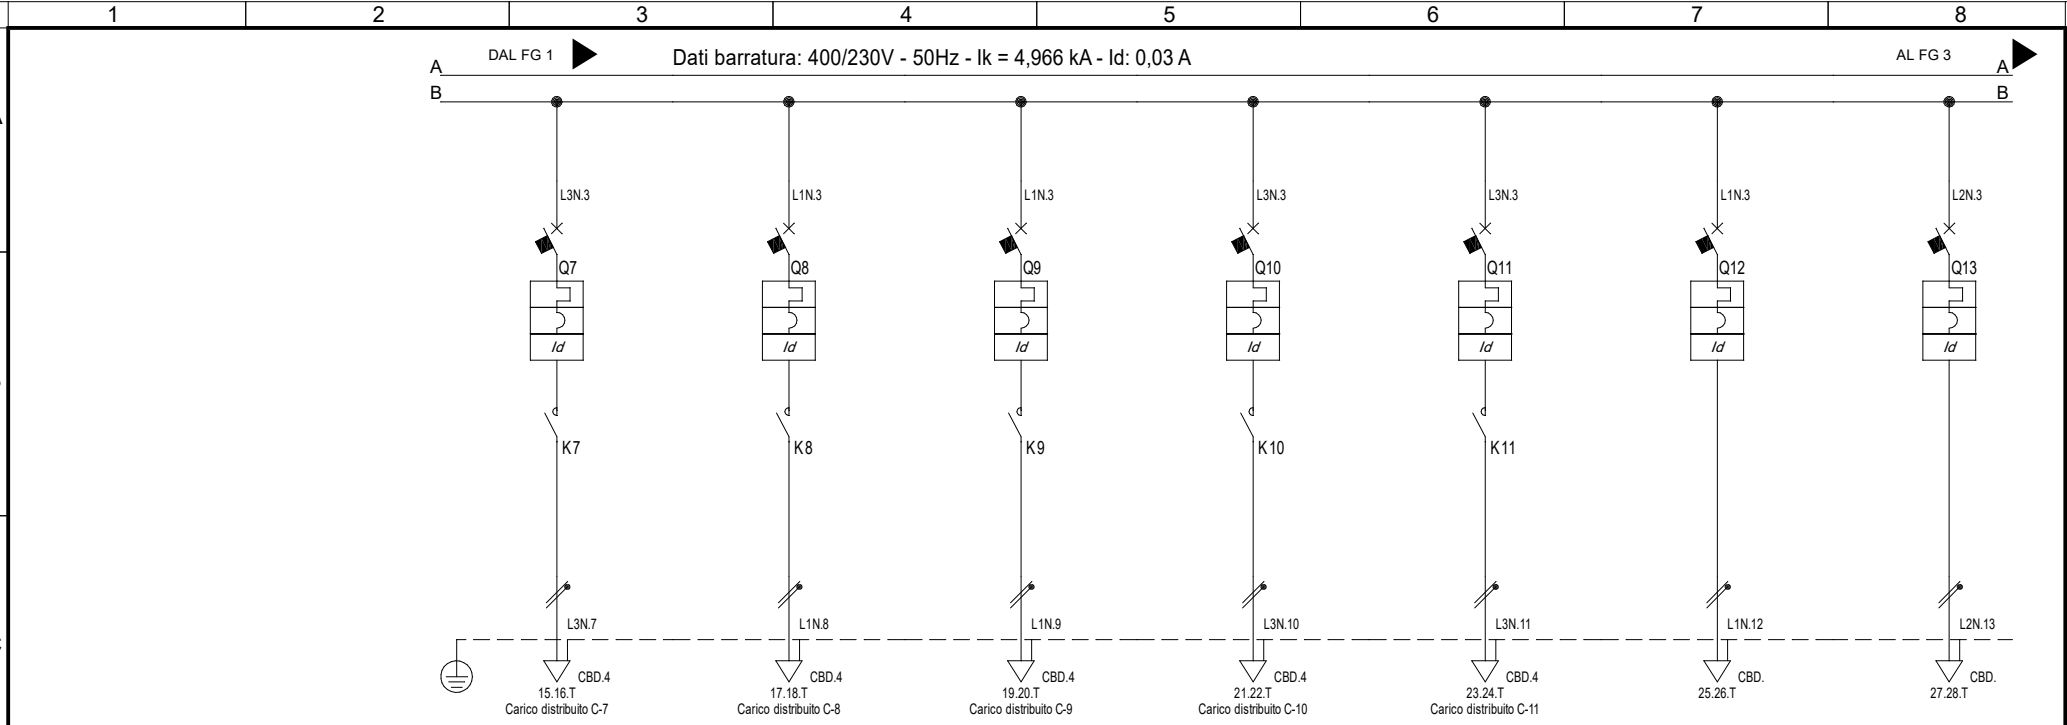 1 2 3 4 5 6 7 8
DAL FG 1 Dati barratura: 400/230V - 50Hz - Ik = 4,966 kA - Id: 0,03 A AL FG 3
A A
B B
L3N.3 L1N.3 L1N.3 L3N.3 L3N.3 L1N.3 L2N.3
Q7 Q8 Q9 Q10 Q11 Q12 Q13
Id Id Id Id Id Id Id
K7 K8 K9 K10 K11
L3N.7 L1N.8 L1N.9 L3N.10 L3N.11 L1N.12 L2N.13
CBD.4 CBD.4 CBD.4 CBD.4 CBD.4 CBD. CBD.
15.16.T 17.18.T 19.20.T 21.22.T 23.24.T 25.26.T 27.28.T
Carico distribuito C-7 Carico distribuito C-8 Carico distribuito C-9 Carico distribuito C-10 Carico distribuito C-11